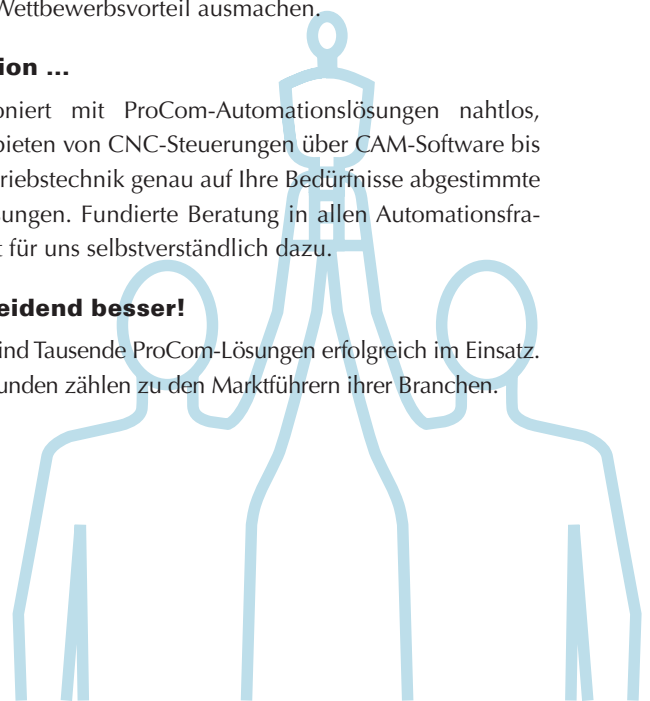 Wettbewerbsvorteil ausmachen.
ion ...
oniert mit ProCom-Automationslösungen nahtlos,
bieten von CNC-Steuerungen über CAM-Software bis
riebstechnik genau auf Ihre Bedürfnisse abgestimmte
sungen. Fundierte Beratung in allen Automationsfra-
t für uns selbstverständlich dazu.
eidend besser!
ind Tausende ProCom-Lösungen erfolgreich im Einsatz.
unden zählen zu den Marktführern ihrer Branchen.